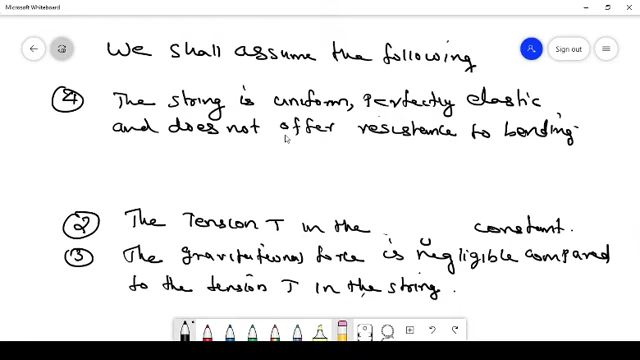 Microsoft Whiteboard
Sign out
We shall assume the following
④ The string is uniform, perfectly elastic
and does not offer resistance to bending.
② The Tension T in the constant.
③ The gravitational force is negligible compared
to the tension T in the string.